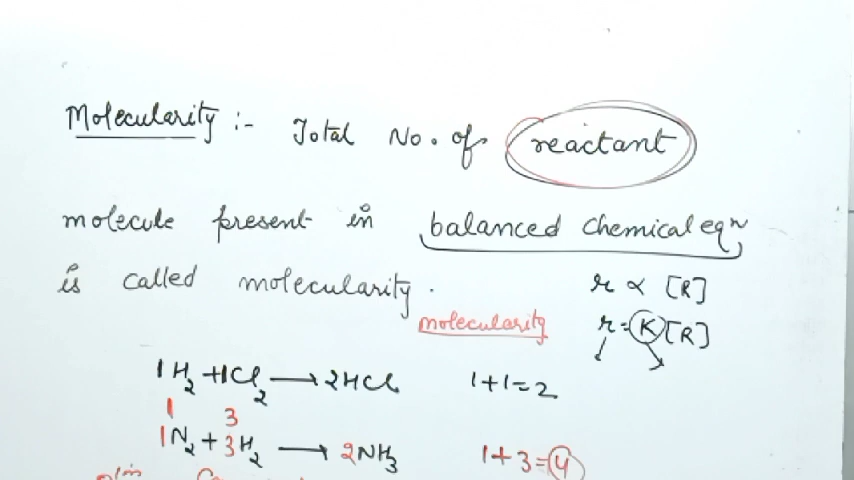 Molecularity :- Total No. of reactant
molecule present in balanced chemical eqn
is called molecularity.
r ∝ [R]
molecularity
r = K [R]
1H2 + 1Cl2 → 2HCl 1+1=2
1 3
1N2 + 3H2 → 2NH3 1+3=4